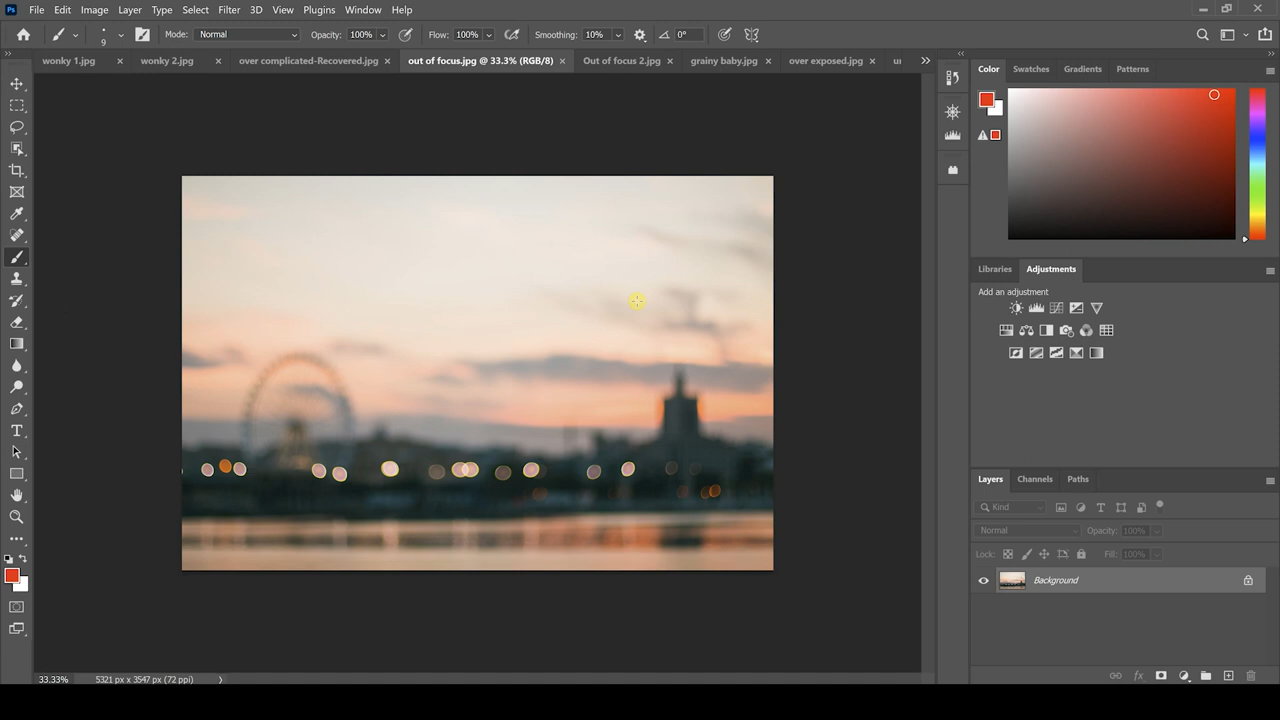 Ps File Edit Image Layer Type Select Filter 3D View Plugins Window Help
9 Mode: Normal Opacity: 100% Flow: 100% Smoothing: 10% 0°
wonky 1.jpg wonky 2.jpg over complicated-Recovered.jpg out of focus.jpg @ 33.3% (RGB/8) Out of focus 2.jpg grainy baby.jpg over exposed.jpg ui
Color Swatches Gradients Patterns
Libraries Adjustments
Add an adjustment
Layers Channels Paths
Kind
Normal Opacity: 100%
Lock: Fill: 100%
Background
33.33% 5321 px x 3547 px (72 ppi)